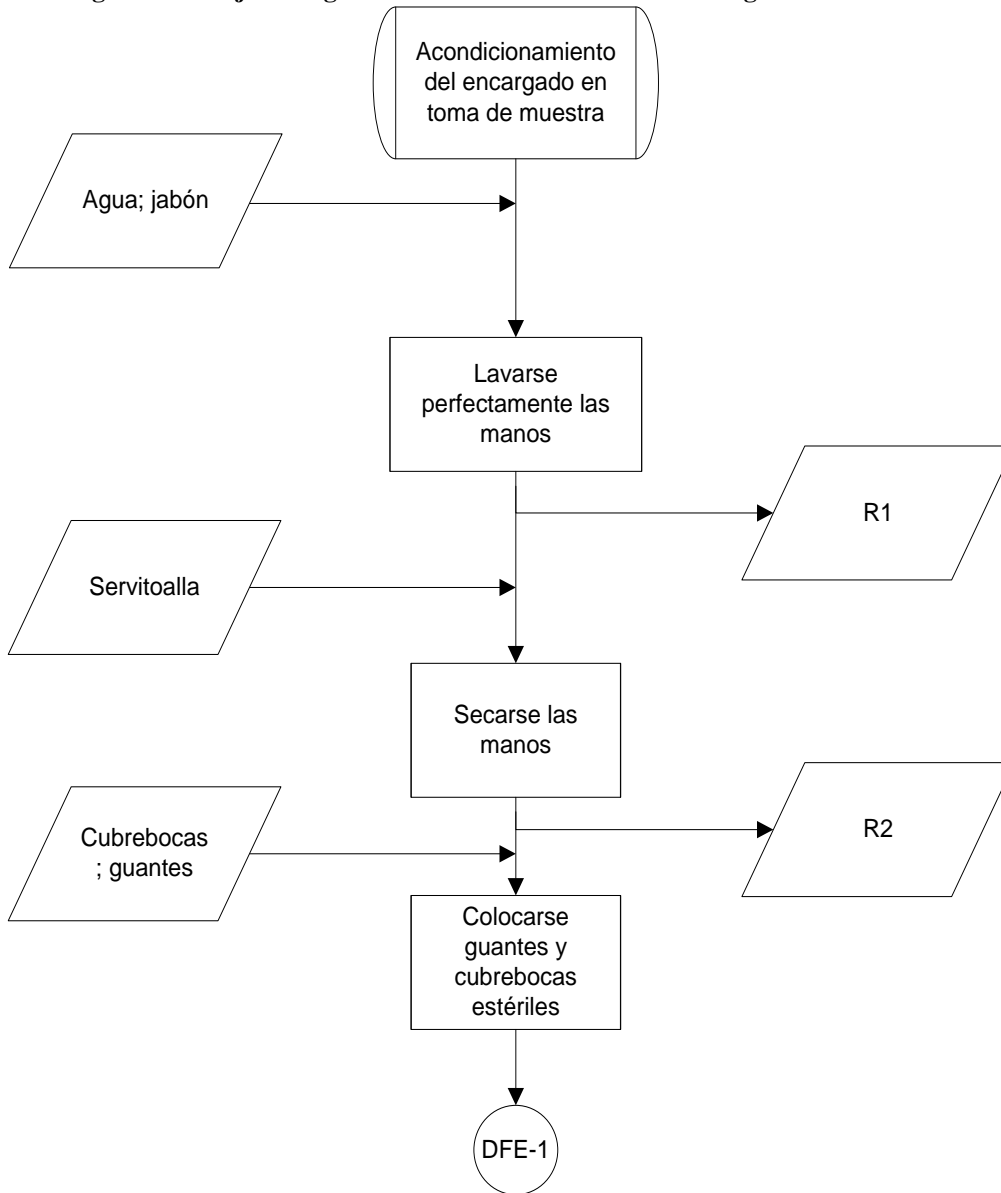 Acondicionamiento
del encargado en
toma de muestra
Agua; jabón
Lavarse
perfectamente las
manos
R1
Servitoalla
Secarse las
manos
R2
Cubrebocas
; guantes
Colocarse
guantes y
cubrebocas
estériles
DFE-1